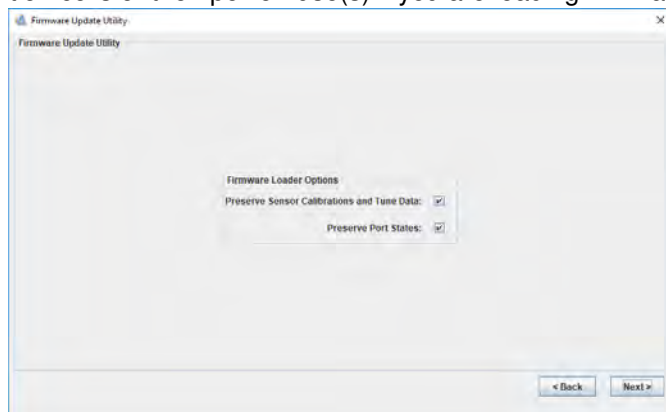 Firmware Update Utility
Firmware Update Utility
Firmware Loader Options
Preserve Sensor Calibrations and Tune Data:
Preserve Port States:
< Back Next >